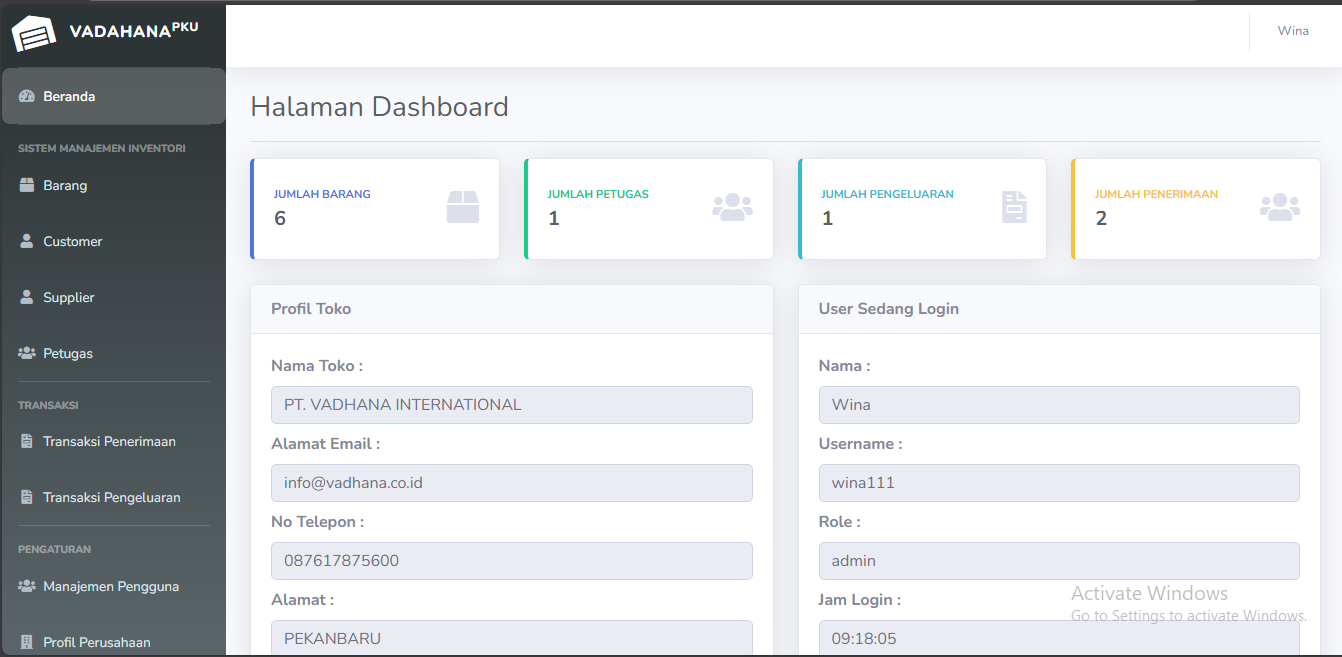 VADAHANA PKU
Wina
Beranda
SISTEM MANAJEMEN INVENTORI
Barang
Customer
Supplier
Petugas
TRANSAKSI
Transaksi Penerimaan
Transaksi Pengeluaran
PENGATURAN
Manajemen Pengguna
Profil Perusahaan
Halaman Dashboard
JUMLAH BARANG
6
JUMLAH PETUGAS
1
JUMLAH PENGELUARAN
1
JUMLAH PENERIMAAN
2
Profil Toko
Nama Toko :
PT. VADHANA INTERNATIONAL
Alamat Email :
info@vadhana.co.id
No Telepon :
087617875600
Alamat :
PEKANBARU
User Sedang Login
Nama :
Wina
Username :
wina111
Role :
admin
Jam Login :
09:18:05
Activate Windows
Go to Settings to activate Windows.